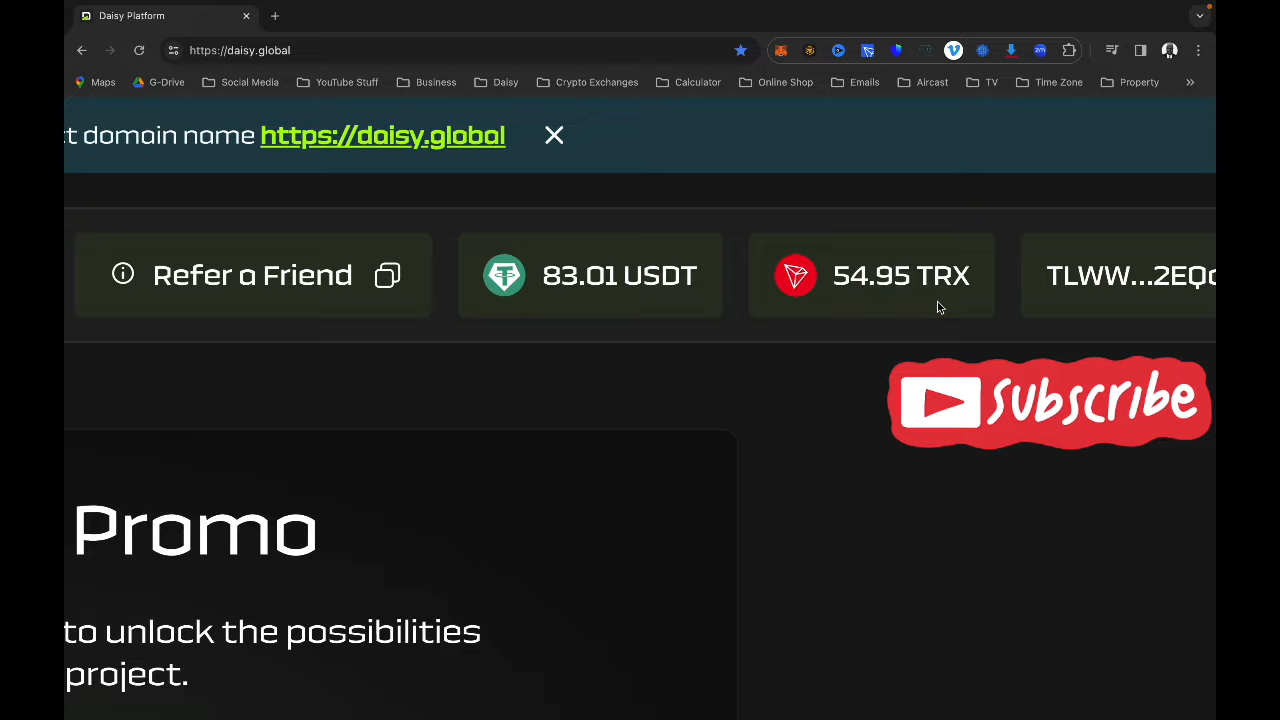 Daisy Platform
https://daisy.global
Maps G-Drive Social Media YouTube Stuff Business Daisy Crypto Exchanges Calculator Online Shop Emails Aircast TV Time Zone Property
ct domain name https://daisy.global
Refer a Friend 83.01 USDT 54.95 TRX TLWW...2EQ
Subscribe
Promo
to unlock the possibilities
project.